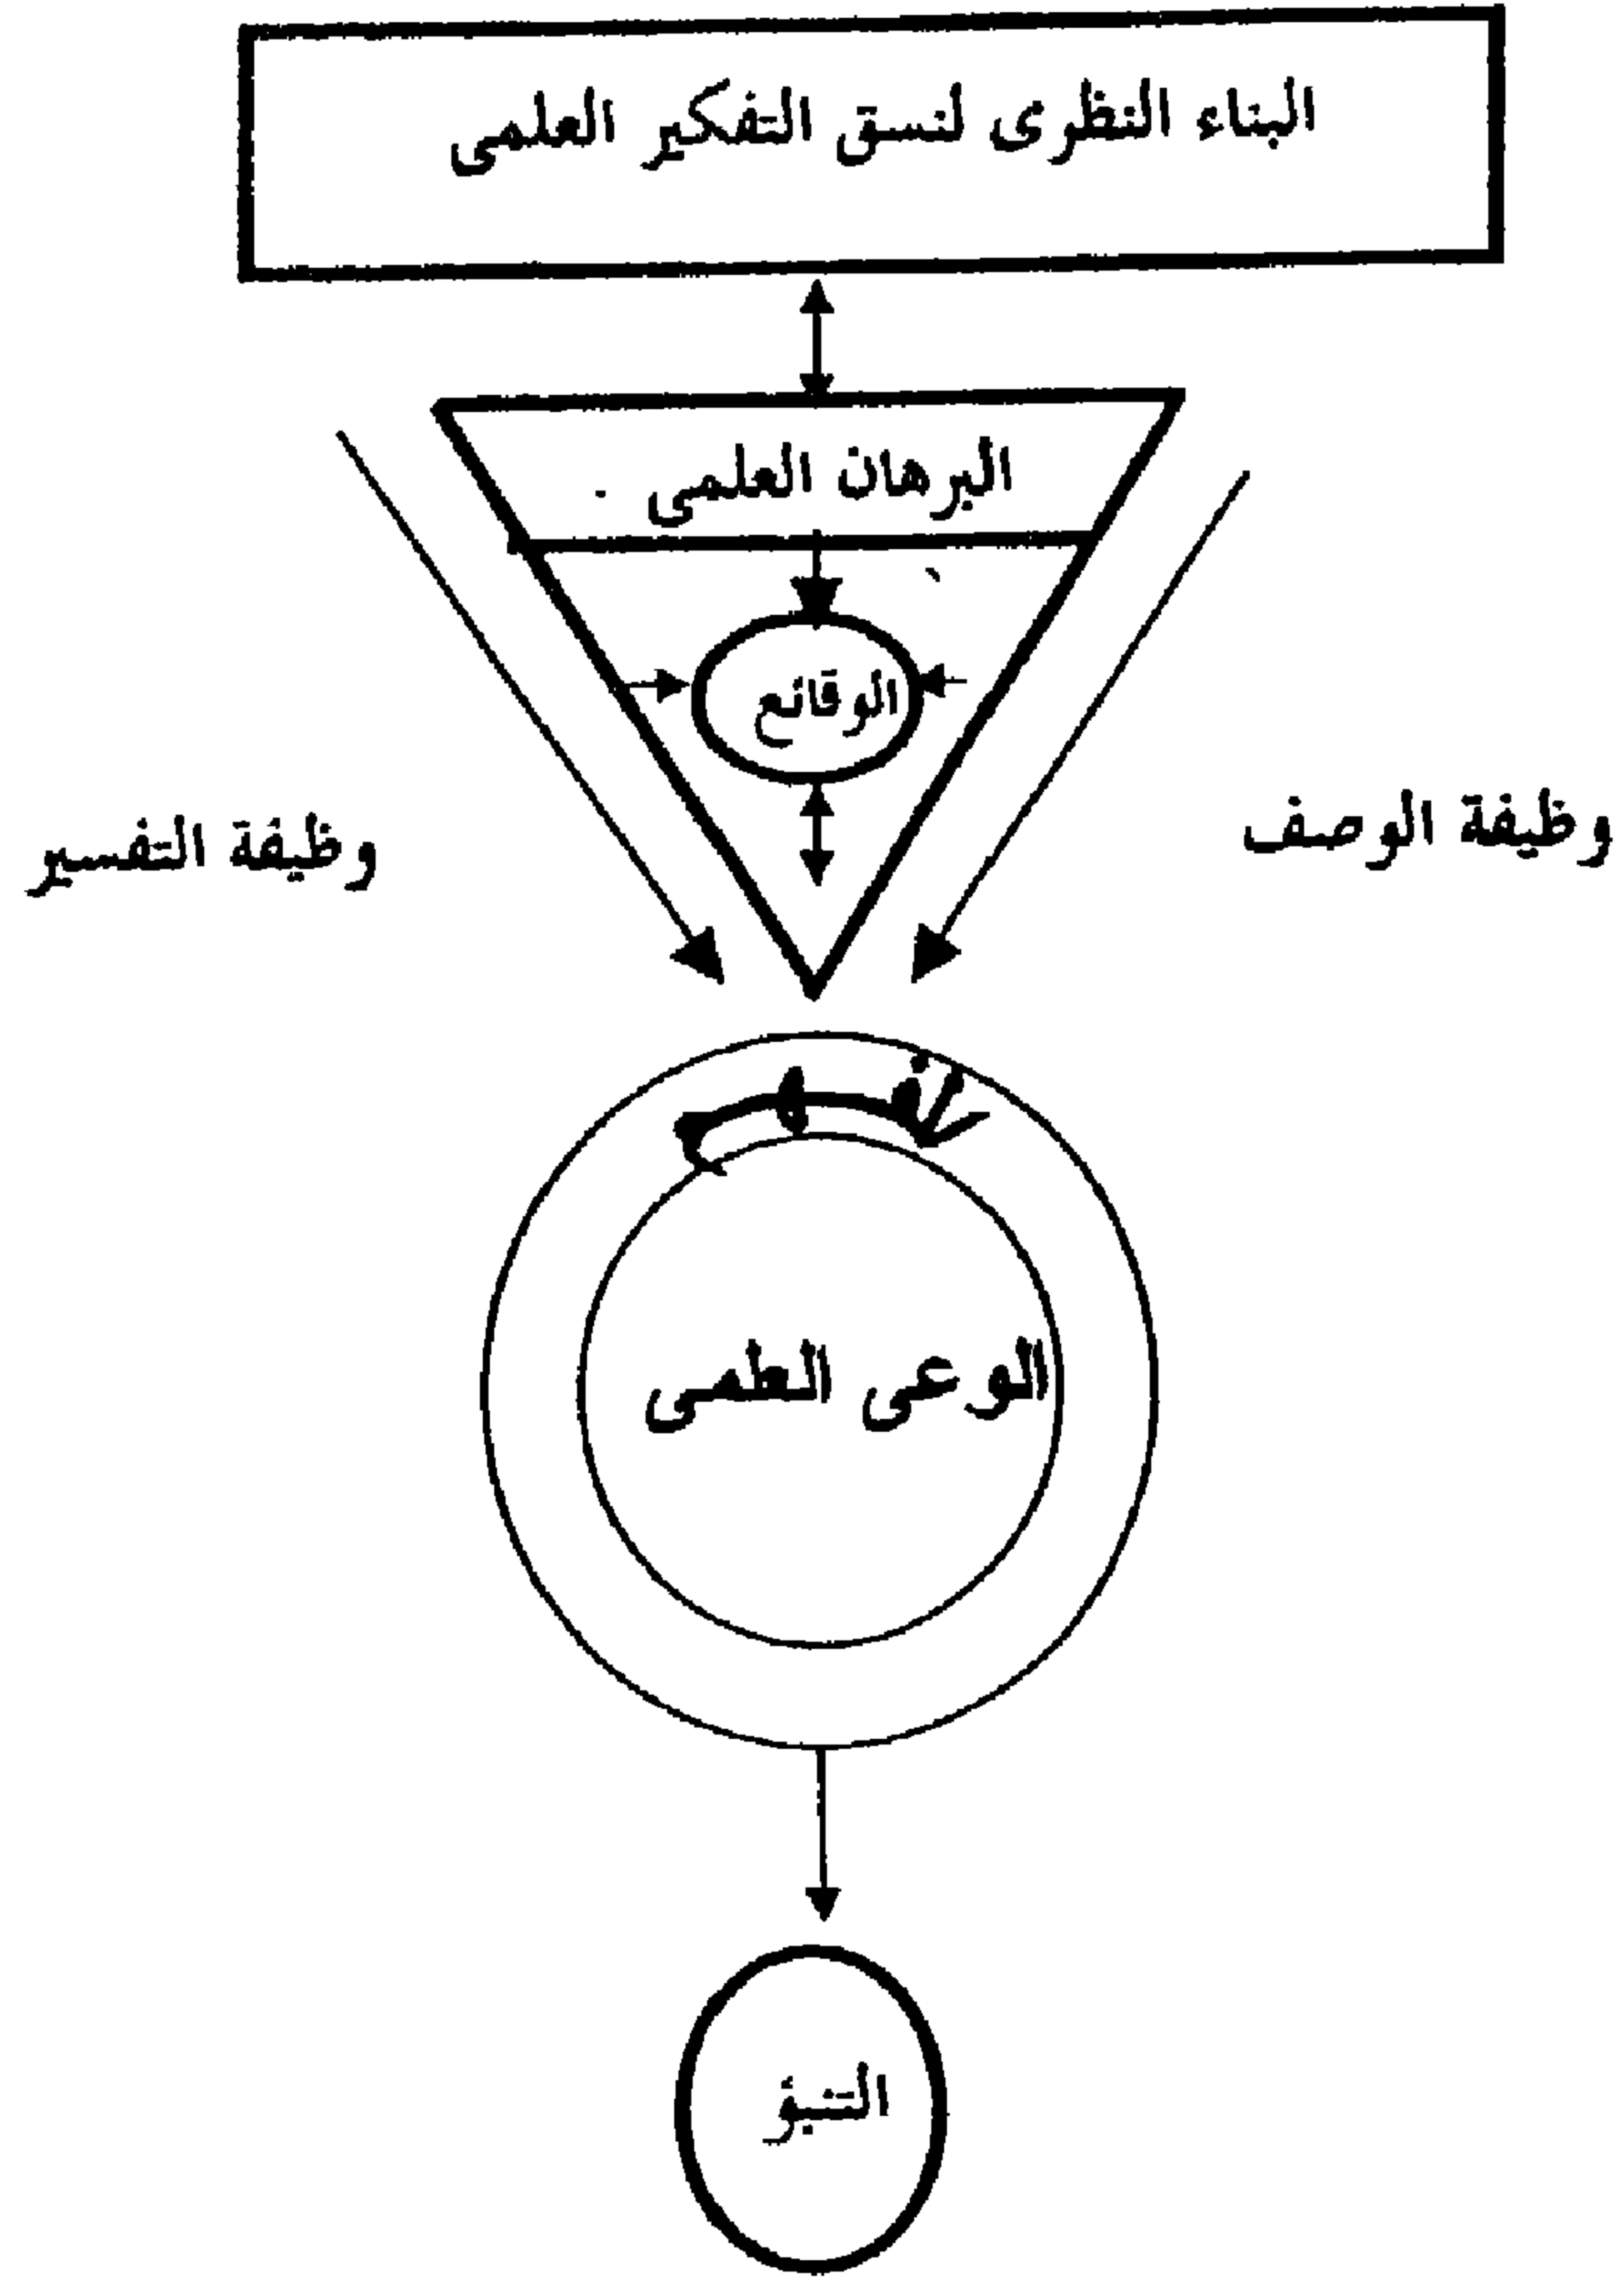 البناء النظرى لنسق التفكير العلمى
البرهان العلمى
الوقائع
وظيفة الوصف
وظيفة التفسير
الوعى العلمى
التنبؤ